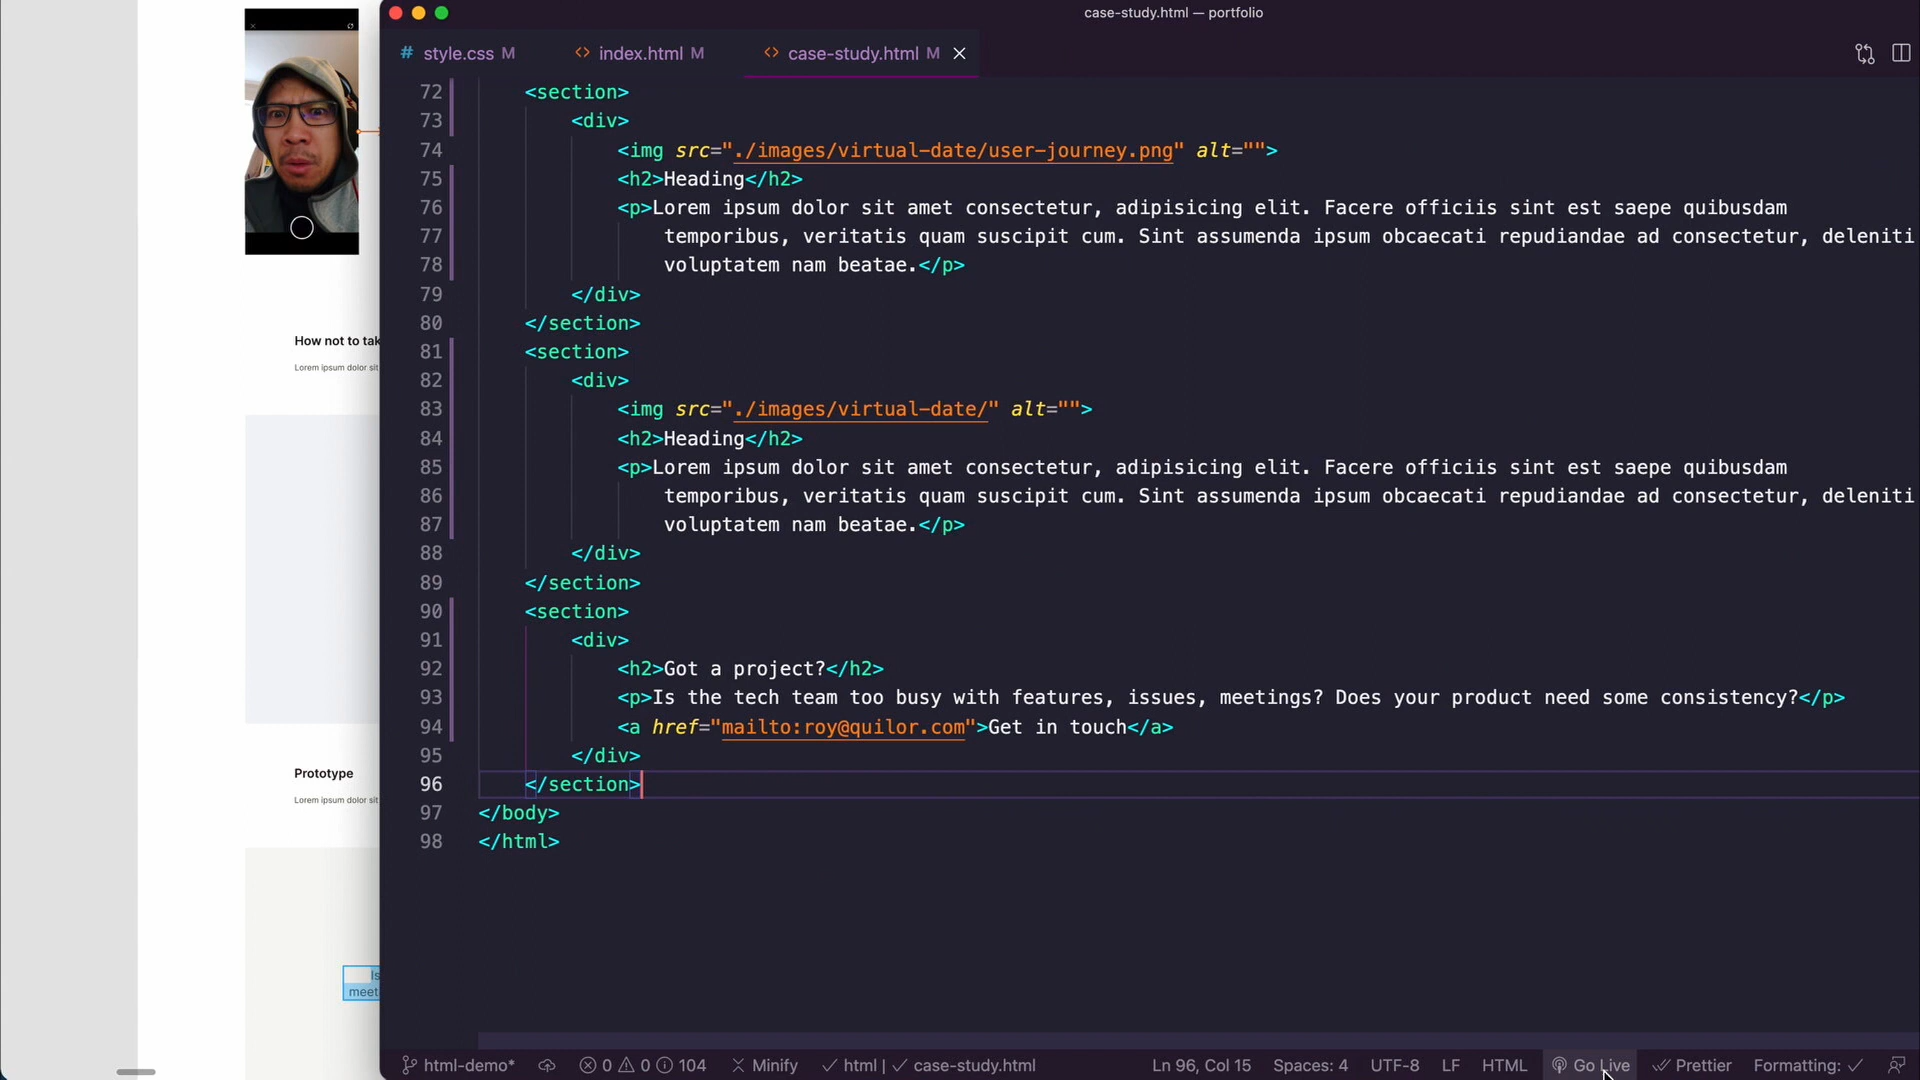 How not to tak
Lorem ipsum dolor sit
Prototype
Lorem ipsum dolor sit
Is
meet
case-study.html — portfolio
# style.css M
<> index.html M
<> case-study.html M
72 <section>
73 <div>
74 <img src="./images/virtual-date/user-journey.png" alt="">
75 <h2>Heading</h2>
76 <p>Lorem ipsum dolor sit amet consectetur, adipisicing elit. Facere officiis sint est saepe quibusdam
77 temporibus, veritatis quam suscipit cum. Sint assumenda ipsum obcaecati repudiandae ad consectetur, deleniti
78 voluptatem nam beatae.</p>
79 </div>
80 </section>
81 <section>
82 <div>
83 <img src="./images/virtual-date/" alt="">
84 <h2>Heading</h2>
85 <p>Lorem ipsum dolor sit amet consectetur, adipisicing elit. Facere officiis sint est saepe quibusdam
86 temporibus, veritatis quam suscipit cum. Sint assumenda ipsum obcaecati repudiandae ad consectetur, deleniti
87 voluptatem nam beatae.</p>
88 </div>
89 </section>
90 <section>
91 <div>
92 <h2>Got a project?</h2>
93 <p>Is the tech team too busy with features, issues, meetings? Does your product need some consistency?</p>
94 <a href="mailto:roy@quilor.com">Get in touch</a>
95 </div>
96 </section>
97 </body>
98 </html>
html-demo* 0 0 104 Minify html | case-study.html Ln 96, Col 15 Spaces: 4 UTF-8 LF HTML Go Live Prettier Formatting: